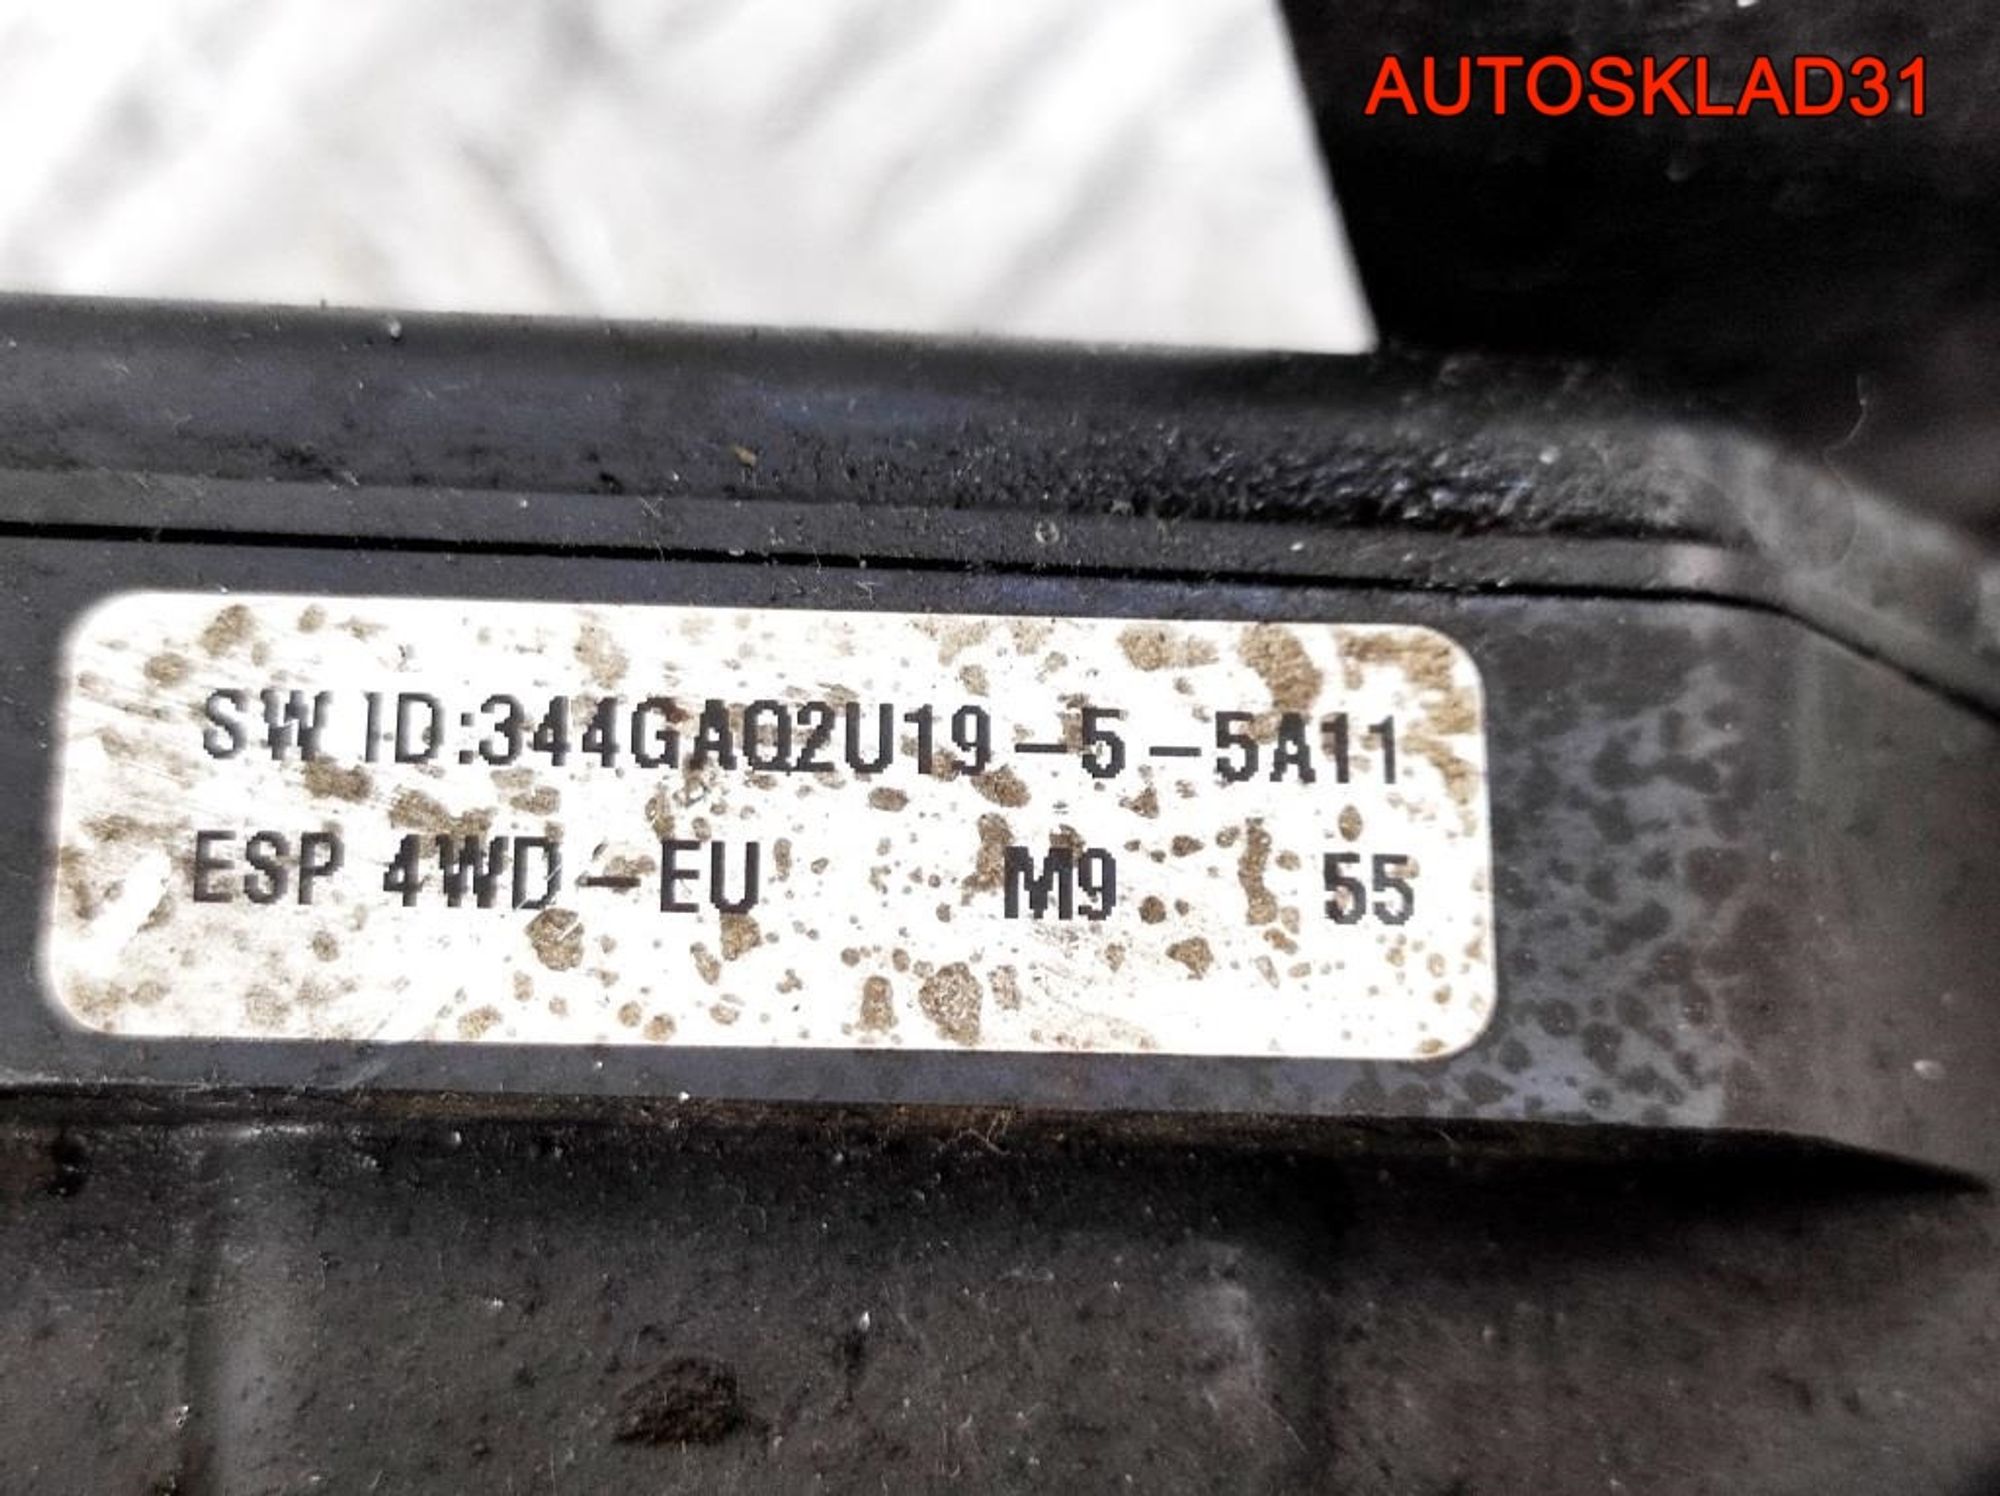 AUTOSKLAD31
SW ID:344GAQ2U19-5-5A11
ESP 4WD-EU M9 55